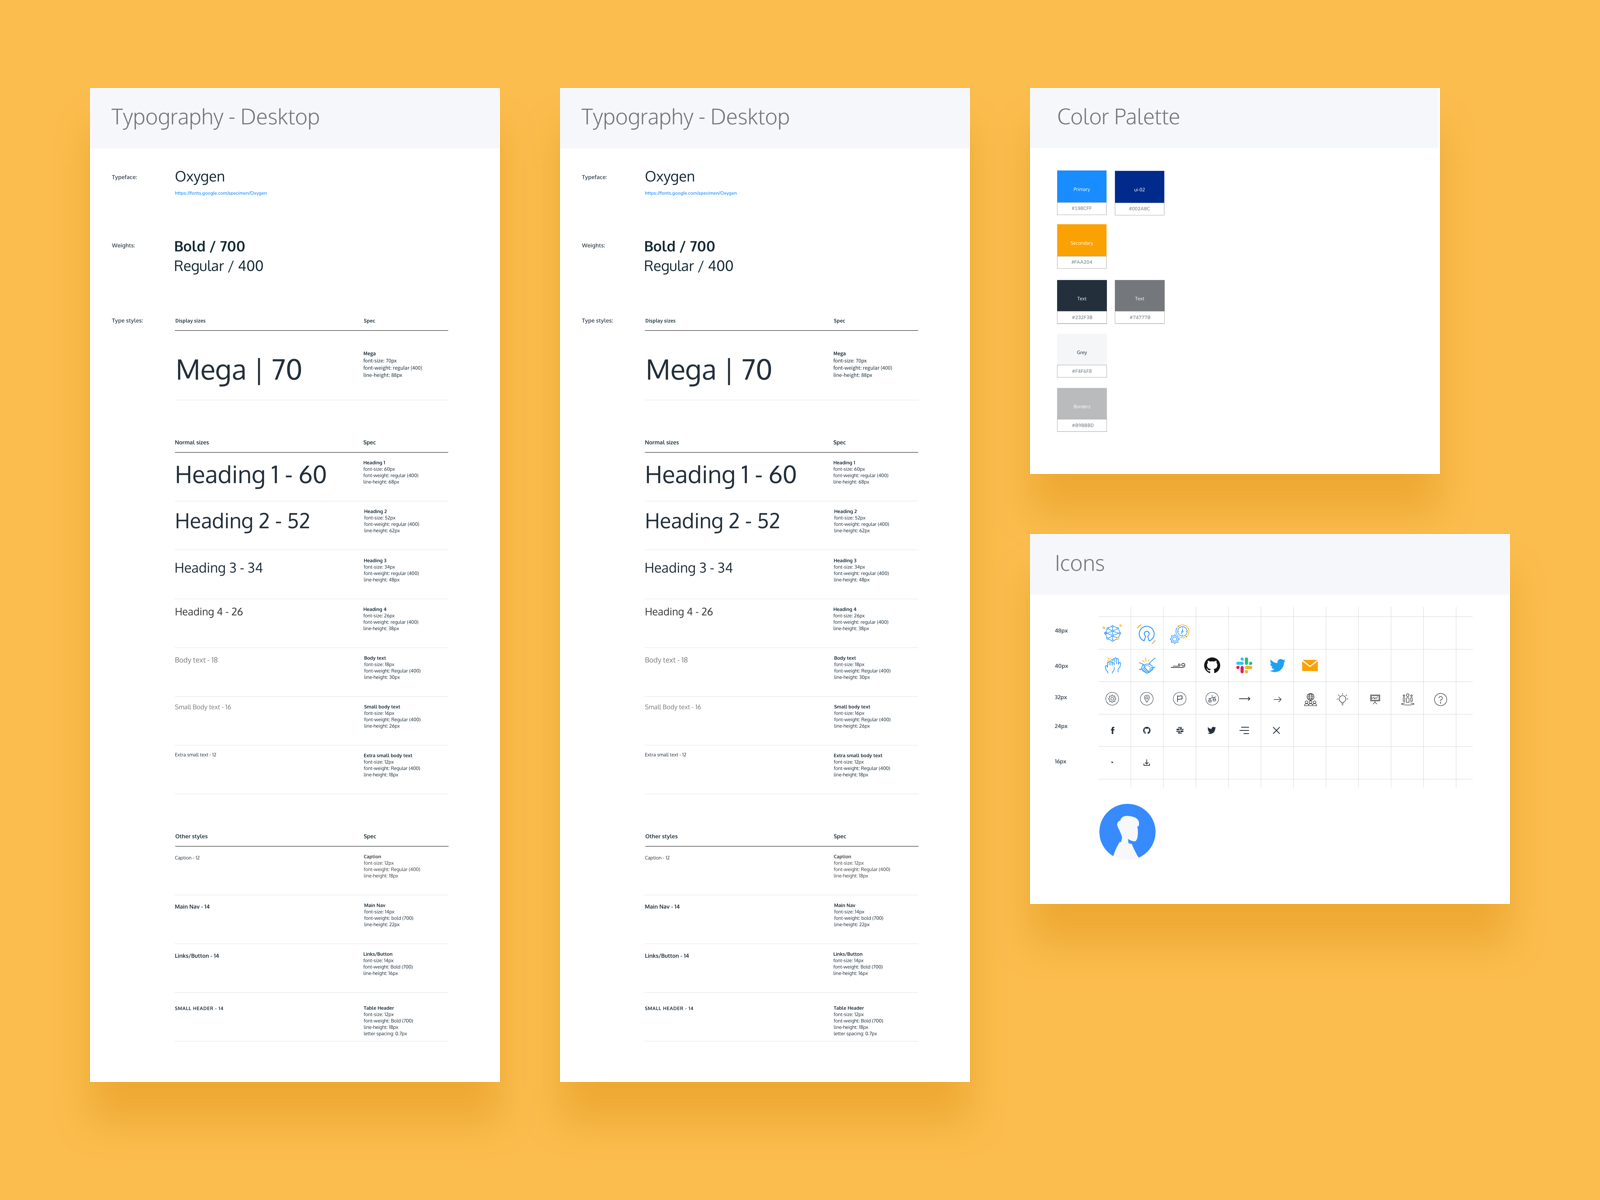 Typography - Desktop
Typeface:
Oxygen
https://fonts.google.com/specimen/Oxygen
Weights:
Bold / 700
Regular / 400
Type styles:
Display sizes
Spec
Mega | 70
Mega
font-size: 70px
font-weight: regular (400)
line-height: 88px
Normal sizes
Spec
Heading 1 - 60
Heading 1
font-size: 60px
font-weight: regular (400)
line-height: 68px
Heading 2 - 52
Heading 2
font-size: 52px
font-weight: regular (400)
line-height: 62px
Heading 3 - 34
Heading 3
font-size: 34px
font-weight: regular (400)
line-height: 48px
Heading 4 - 26
Heading 4
font-size: 26px
font-weight: regular (400)
line-height: 38px
Body text - 18
Body text
font-size: 18px
font-weight: Regular (400)
line-height: 30px
Small Body text - 16
Small body text
font-size: 16px
font-weight: Regular (400)
line-height: 26px
Extra small text - 12
Extra small body text
font-size: 12px
font-weight: Regular (400)
line-height: 18px
Other styles
Spec
Caption - 12
Caption
font-size: 12px
font-weight: Regular (400)
line-height: 18px
Main Nav - 14
Main Nav
font-size: 14px
font-weight: bold (700)
line-height: 22px
Links/Button - 14
Links/Button
font-size: 14px
font-weight: Bold (700)
line-height: 16px
SMALL HEADER - 14
Table Header
font-size: 12px
font-weight: Bold (700)
line-height: 18px
letter spacing: 0.7px
Typography - Desktop
Typeface:
Oxygen
https://fonts.google.com/specimen/Oxygen
Weights:
Bold / 700
Regular / 400
Type styles:
Display sizes
Spec
Mega | 70
Mega
font-size: 70px
font-weight: regular (400)
line-height: 88px
Normal sizes
Spec
Heading 1 - 60
Heading 1
font-size: 60px
font-weight: regular (400)
line-height: 68px
Heading 2 - 52
Heading 2
font-size: 52px
font-weight: regular (400)
line-height: 62px
Heading 3 - 34
Heading 3
font-size: 34px
font-weight: regular (400)
line-height: 48px
Heading 4 - 26
Heading 4
font-size: 26px
font-weight: regular (400)
line-height: 38px
Body text - 18
Body text
font-size: 18px
font-weight: Regular (400)
line-height: 30px
Small Body text - 16
Small body text
font-size: 16px
font-weight: Regular (400)
line-height: 26px
Extra small text - 12
Extra small body text
font-size: 12px
font-weight: Regular (400)
line-height: 18px
Other styles
Spec
Caption - 12
Caption
font-size: 12px
font-weight: Regular (400)
line-height: 18px
Main Nav - 14
Main Nav
font-size: 14px
font-weight: bold (700)
line-height: 22px
Links/Button - 14
Links/Button
font-size: 14px
font-weight: Bold (700)
line-height: 16px
SMALL HEADER - 14
Table Header
font-size: 12px
font-weight: Bold (700)
line-height: 18px
letter spacing: 0.7px
Color Palette
Primary
ui-02
#198CFF
#002A8C
Secondary
#FAA204
Text
Text
#232F3B
#74777B
Grey
#F4F6FB
Borders
#B9BBBD
Icons
48px
40px
32px
24px
16px